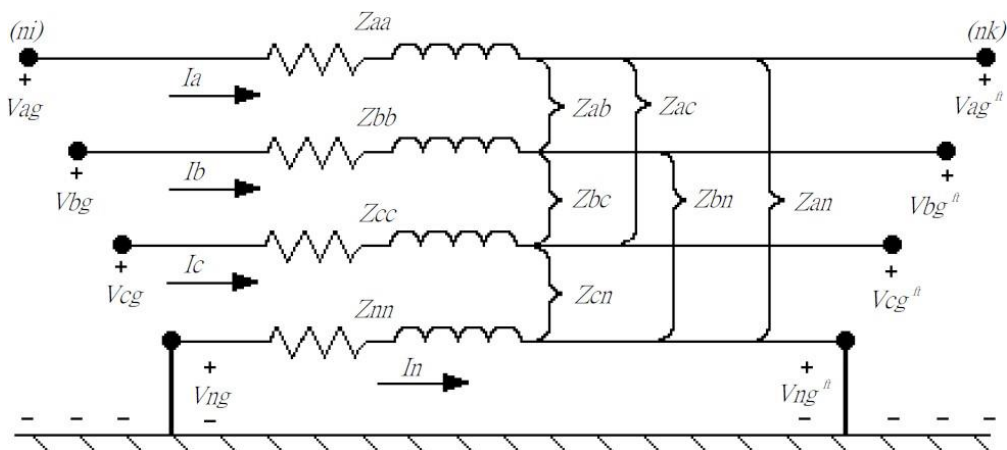 Zaa
(ni)
(nk)
+
Vag
Ia
+
Vag ft
Zbb
Zab
Zac
Ib
+
Vbg
Zcc
Zbc
Zbn
Zan
+
Vbg ft
Ic
+
Vcg
Znn
Zcn
+
Vcg ft
+
Vng
In
+
Vng ft
- - - -
- - - -